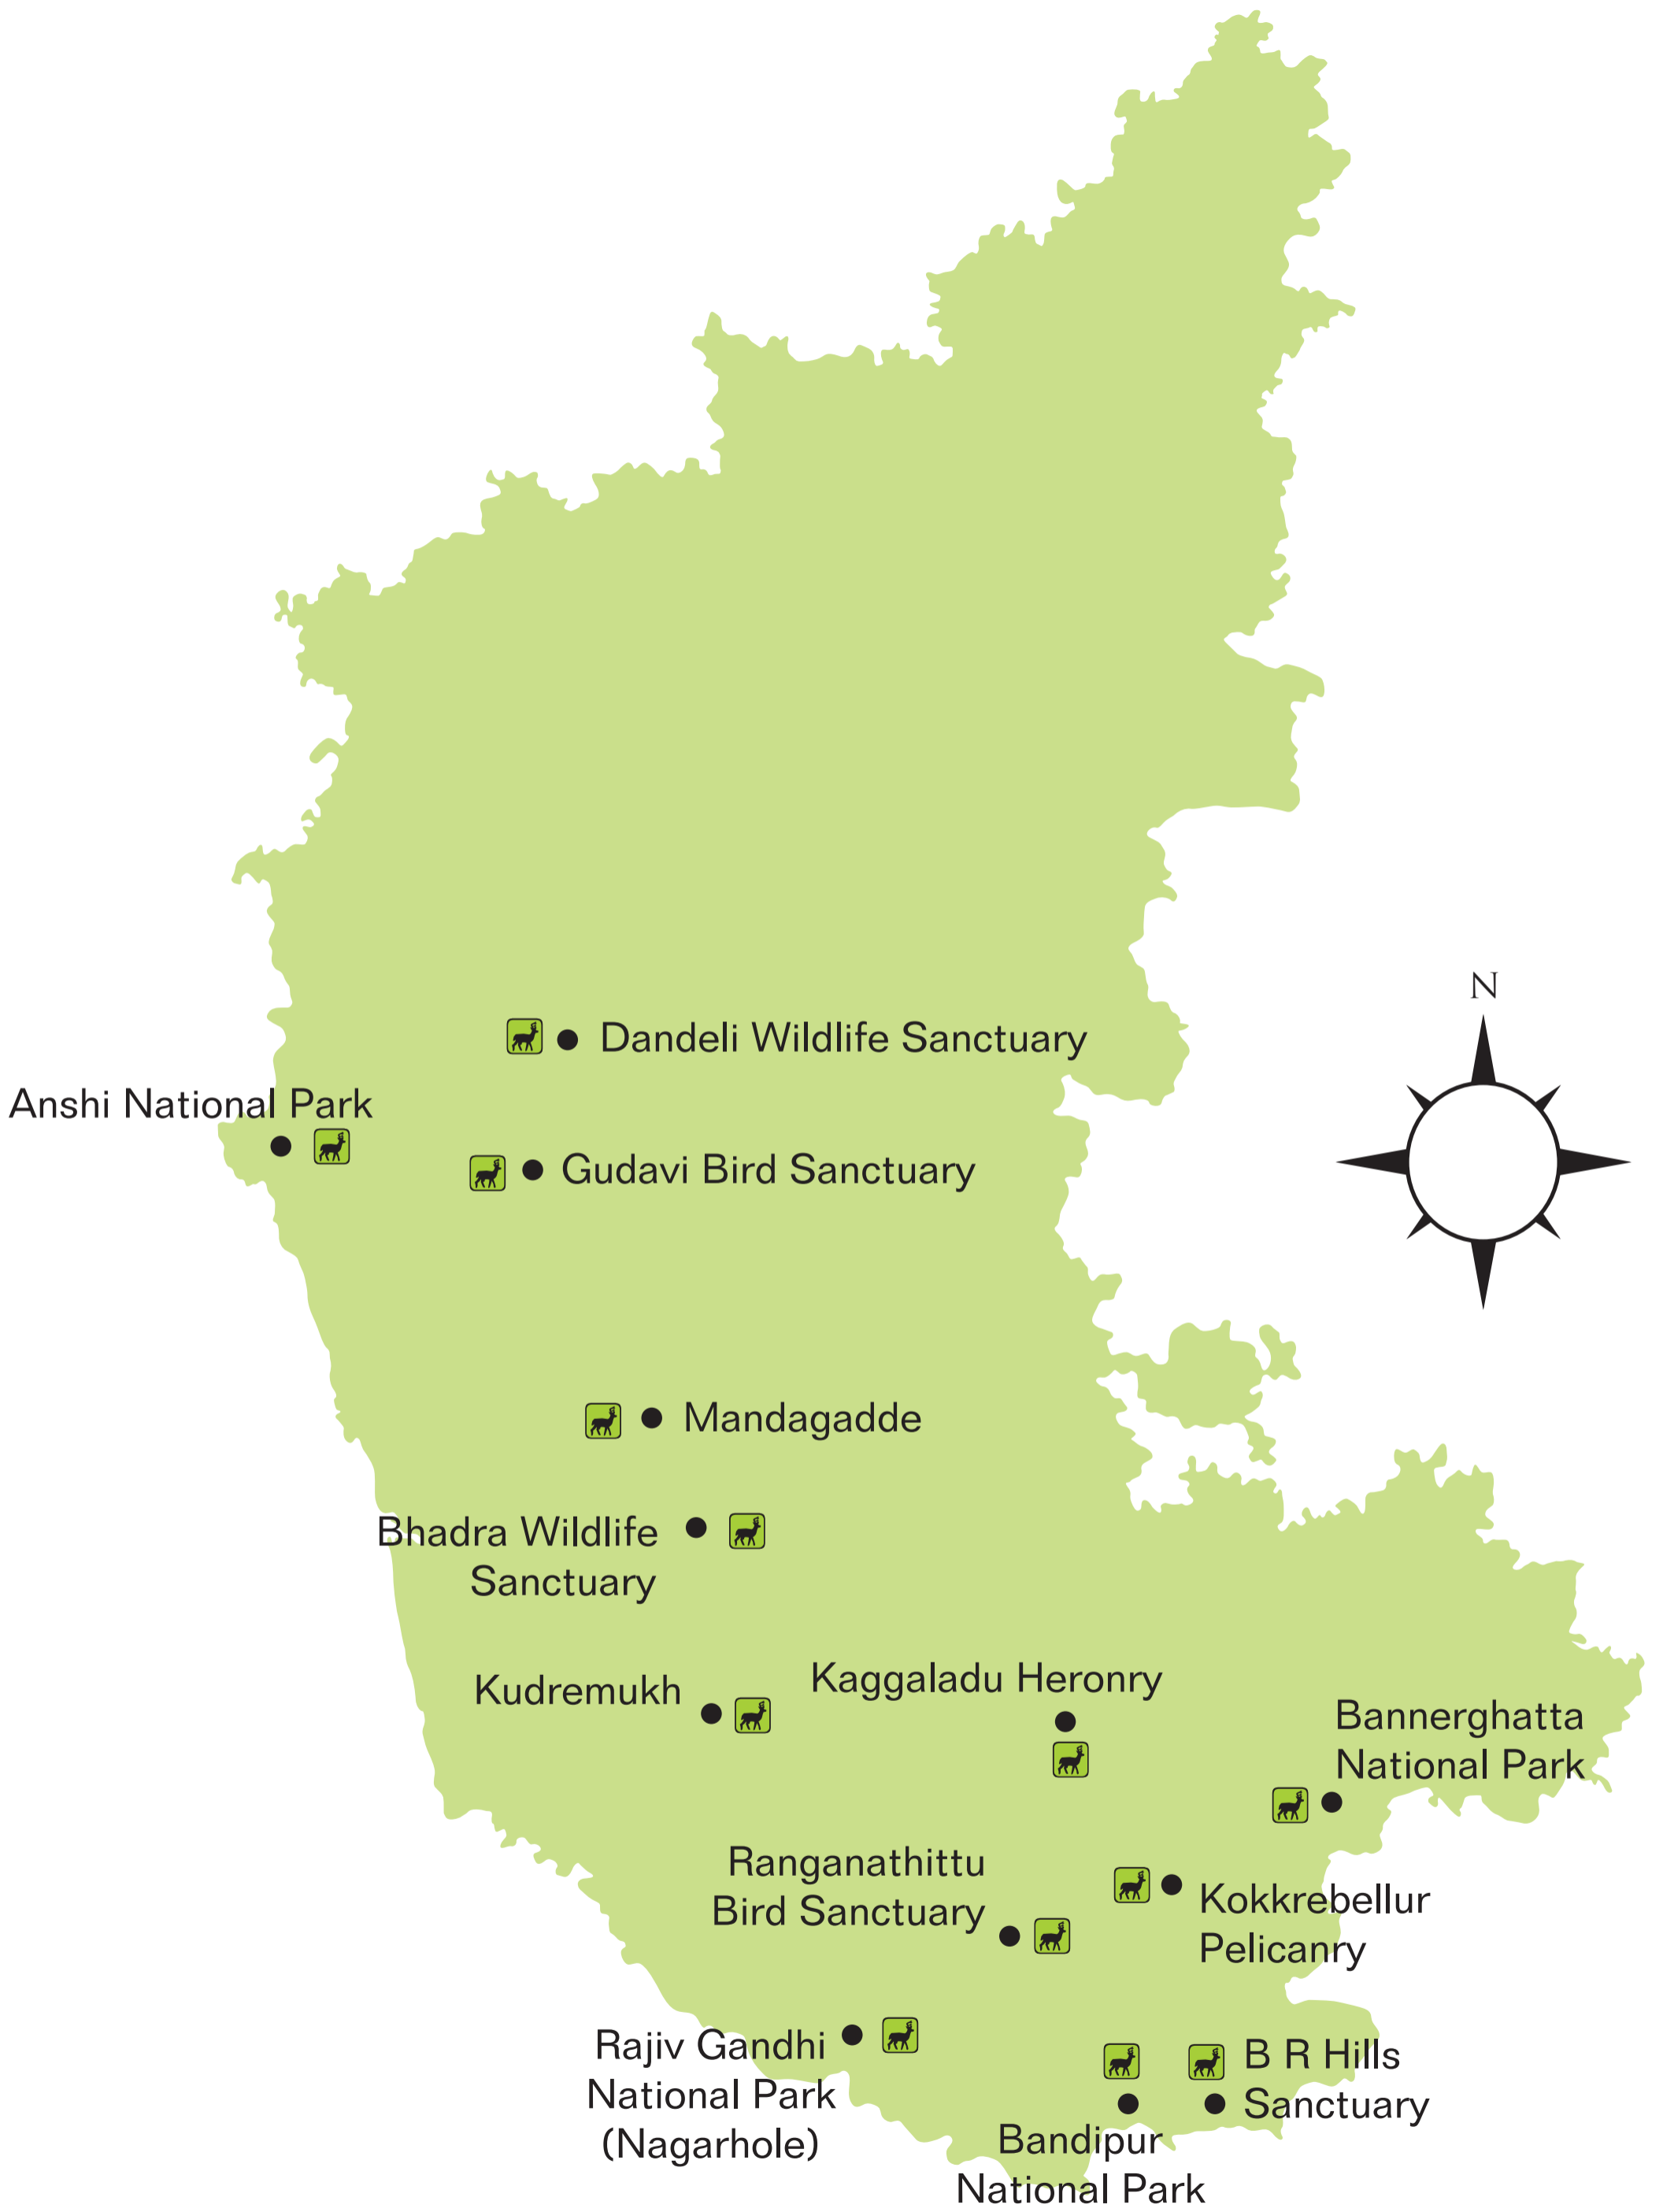 N
Dandeli Wildlife Sanctuary
Anshi National Park
Gudavi Bird Sanctuary
Mandagadde
Bhadra Wildlife
Sanctuary
Kudremukh
Kaggaladu Heronry
Bannerghatta
National Park
Ranganathittu
Bird Sanctuary
Kokkrebellur
Pelicanry
Rajiv Gandhi
National Park
(Nagarhole)
B R Hills
Sanctuary
Bandipur
National Park